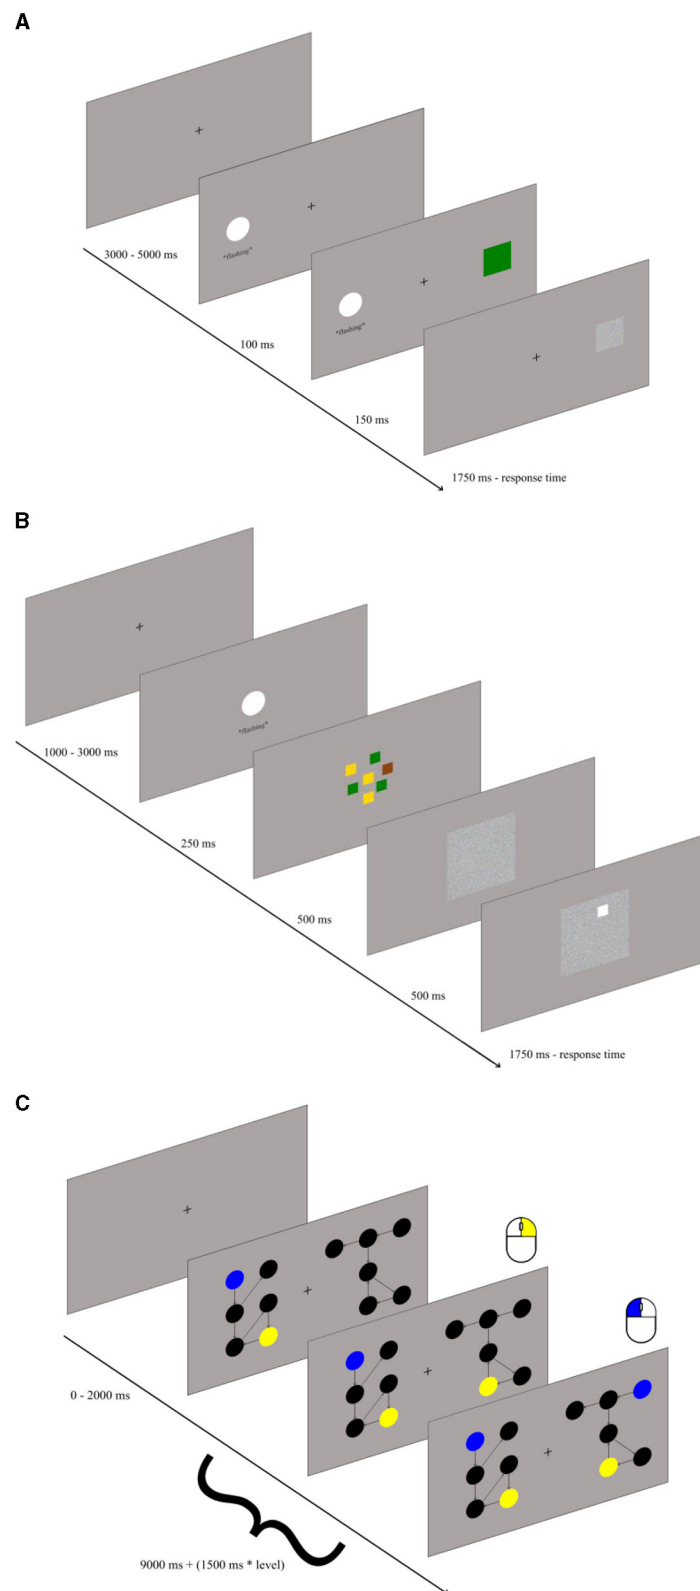 A
*flashing*
3000 - 5000 ms
*flashing*
100 ms
150 ms
1750 ms - response time
B
*flashing*
1000 - 3000 ms
250 ms
500 ms
500 ms
1750 ms - response time
C
0 - 2000 ms
9000 ms + (1500 ms * level)